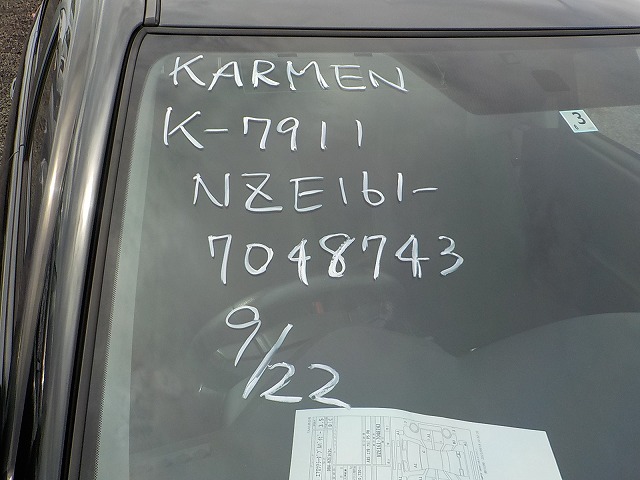 KARMEN
K-7911
NZE161-
7048743
9/22
3